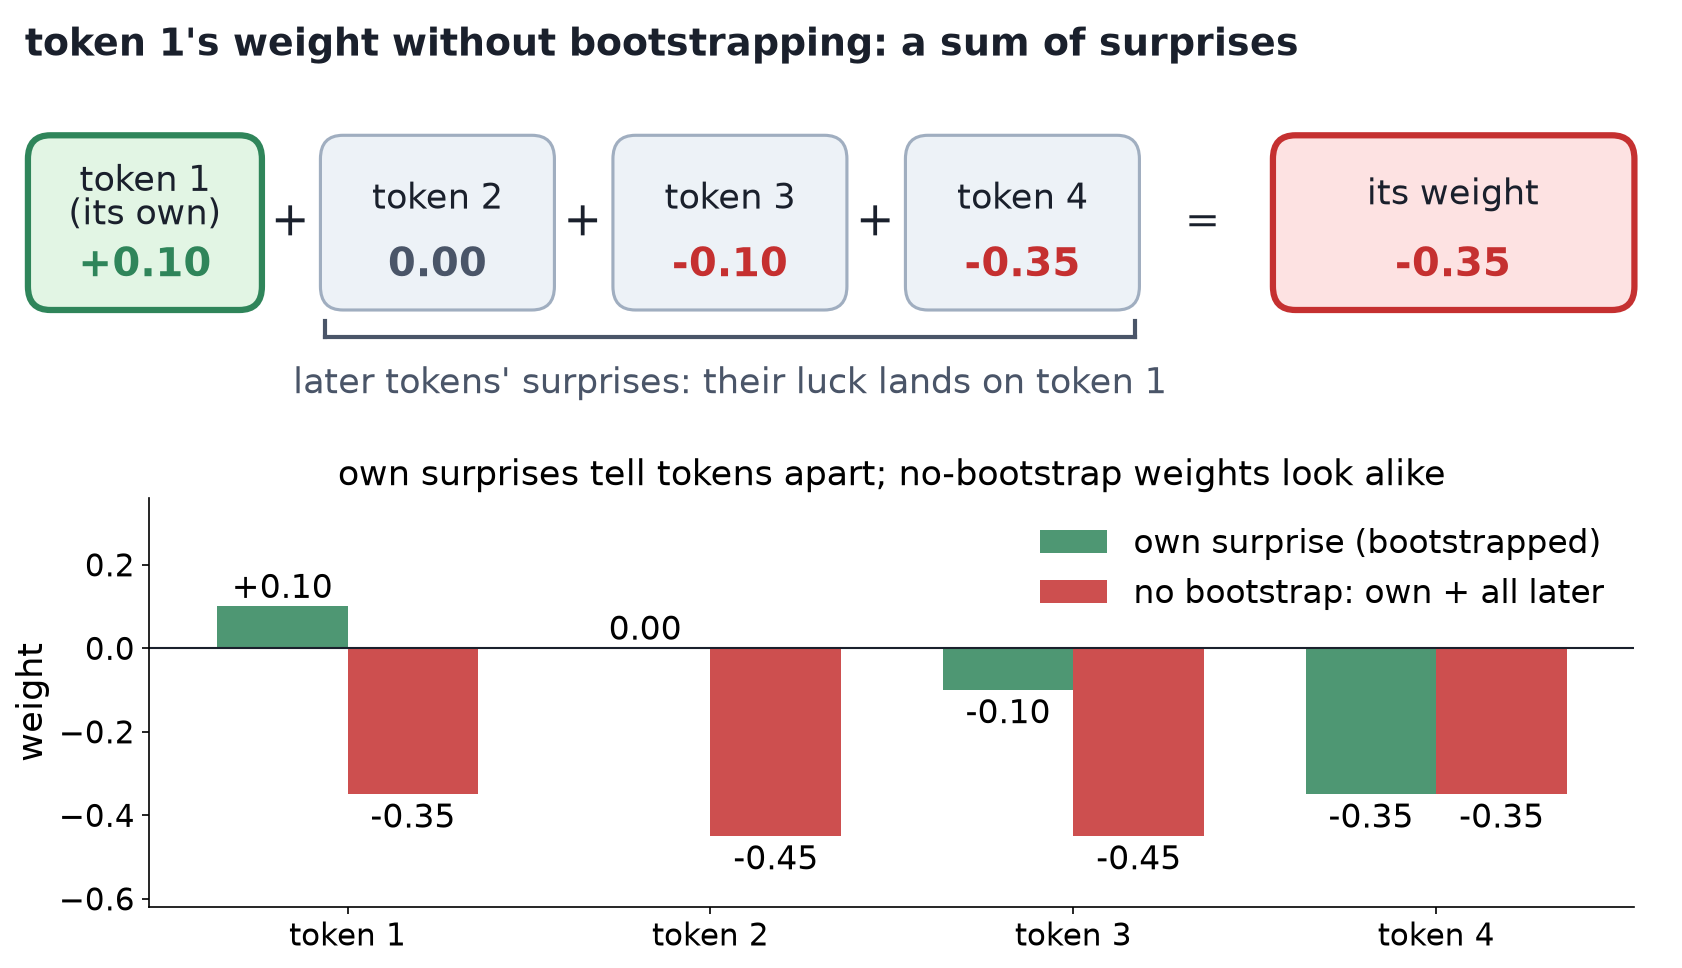 token 1's weight without bootstrapping: a sum of surprises
token 1
(its own)
+0.10
+
token 2
0.00
+
token 3
-0.10
+
token 4
-0.35
=
its weight
-0.35
later tokens' surprises: their luck lands on token 1
own surprises tell tokens apart; no-bootstrap weights look alike
own surprise (bootstrapped)
no bootstrap: own + all later
weight
0.2
0.0
−0.2
−0.4
−0.6
+0.10
-0.35
0.00
-0.45
-0.10
-0.45
-0.35
-0.35
token 1
token 2
token 3
token 4